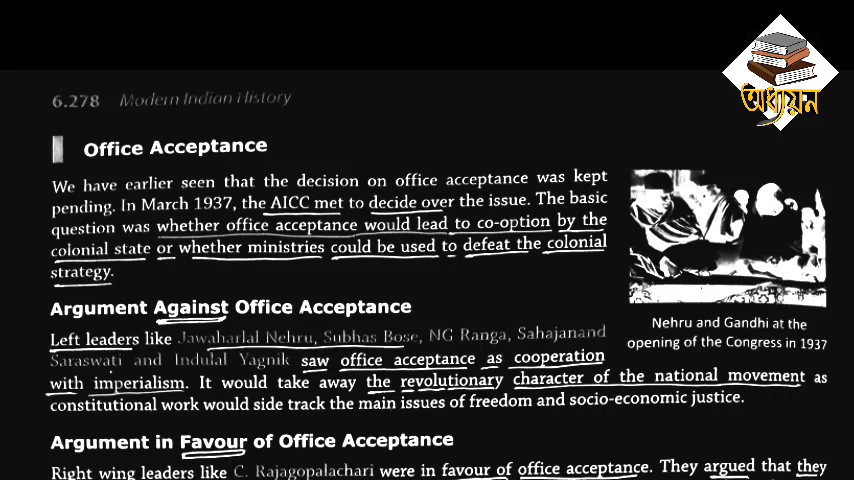 অধ্যয়ন
6.278 Modern Indian History
Office Acceptance
We have earlier seen that the decision on office acceptance was kept
pending. In March 1937, the AICC met to decide over the issue. The basic
question was whether office acceptance would lead to co-option by the
colonial state or whether ministries could be used to defeat the colonial
strategy.
Nehru and Gandhi at the
opening of the Congress in 1937
Argument Against Office Acceptance
Left leaders like Jawaharlal Nehru, Subhas Bose, NG Ranga, Sahajanand
Saraswati and Indulal Yagnik saw office acceptance as cooperation
with imperialism. It would take away the revolutionary character of the national movement as
constitutional work would side track the main issues of freedom and socio-economic justice.
Argument in Favour of Office Acceptance
Right wing leaders like C. Rajagopalachari were in favour of office acceptance. They argued that they